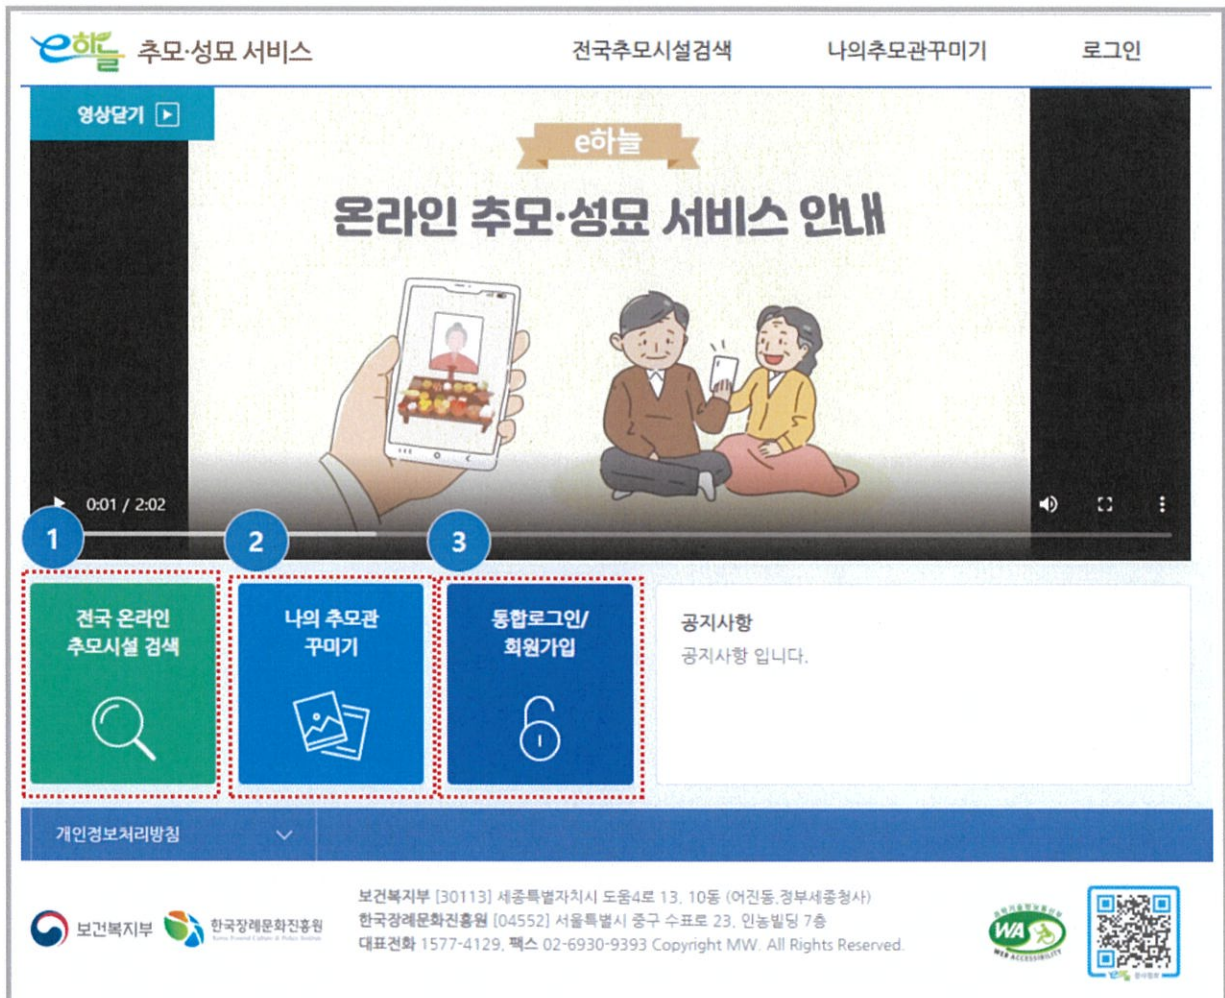 e하늘 추모·성묘 서비스
전국추모시설검색
나의추모관꾸미기
로그인
영상닫기
e하늘
온라인 추모·성묘 서비스 안내
0:01 / 2:02
1
2
3
전국 온라인
추모시설 검색
나의 추모관
꾸미기
통합로그인/
회원가입
공지사항
공지사항 입니다.
개인정보처리방침
보건복지부
한국장례문화진흥원
보건복지부 [30113] 세종특별자치시 도움4로 13, 10동 (어진동,정부세종청사)
한국장례문화진흥원 [04552] 서울특별시 중구 수표로 23, 인농빌딩 7층
대표전화 1577-4129, 팩스 02-6930-9393 Copyright MW. All Rights Reserved.
WA
WEB ACCESSIBILITY
e하늘